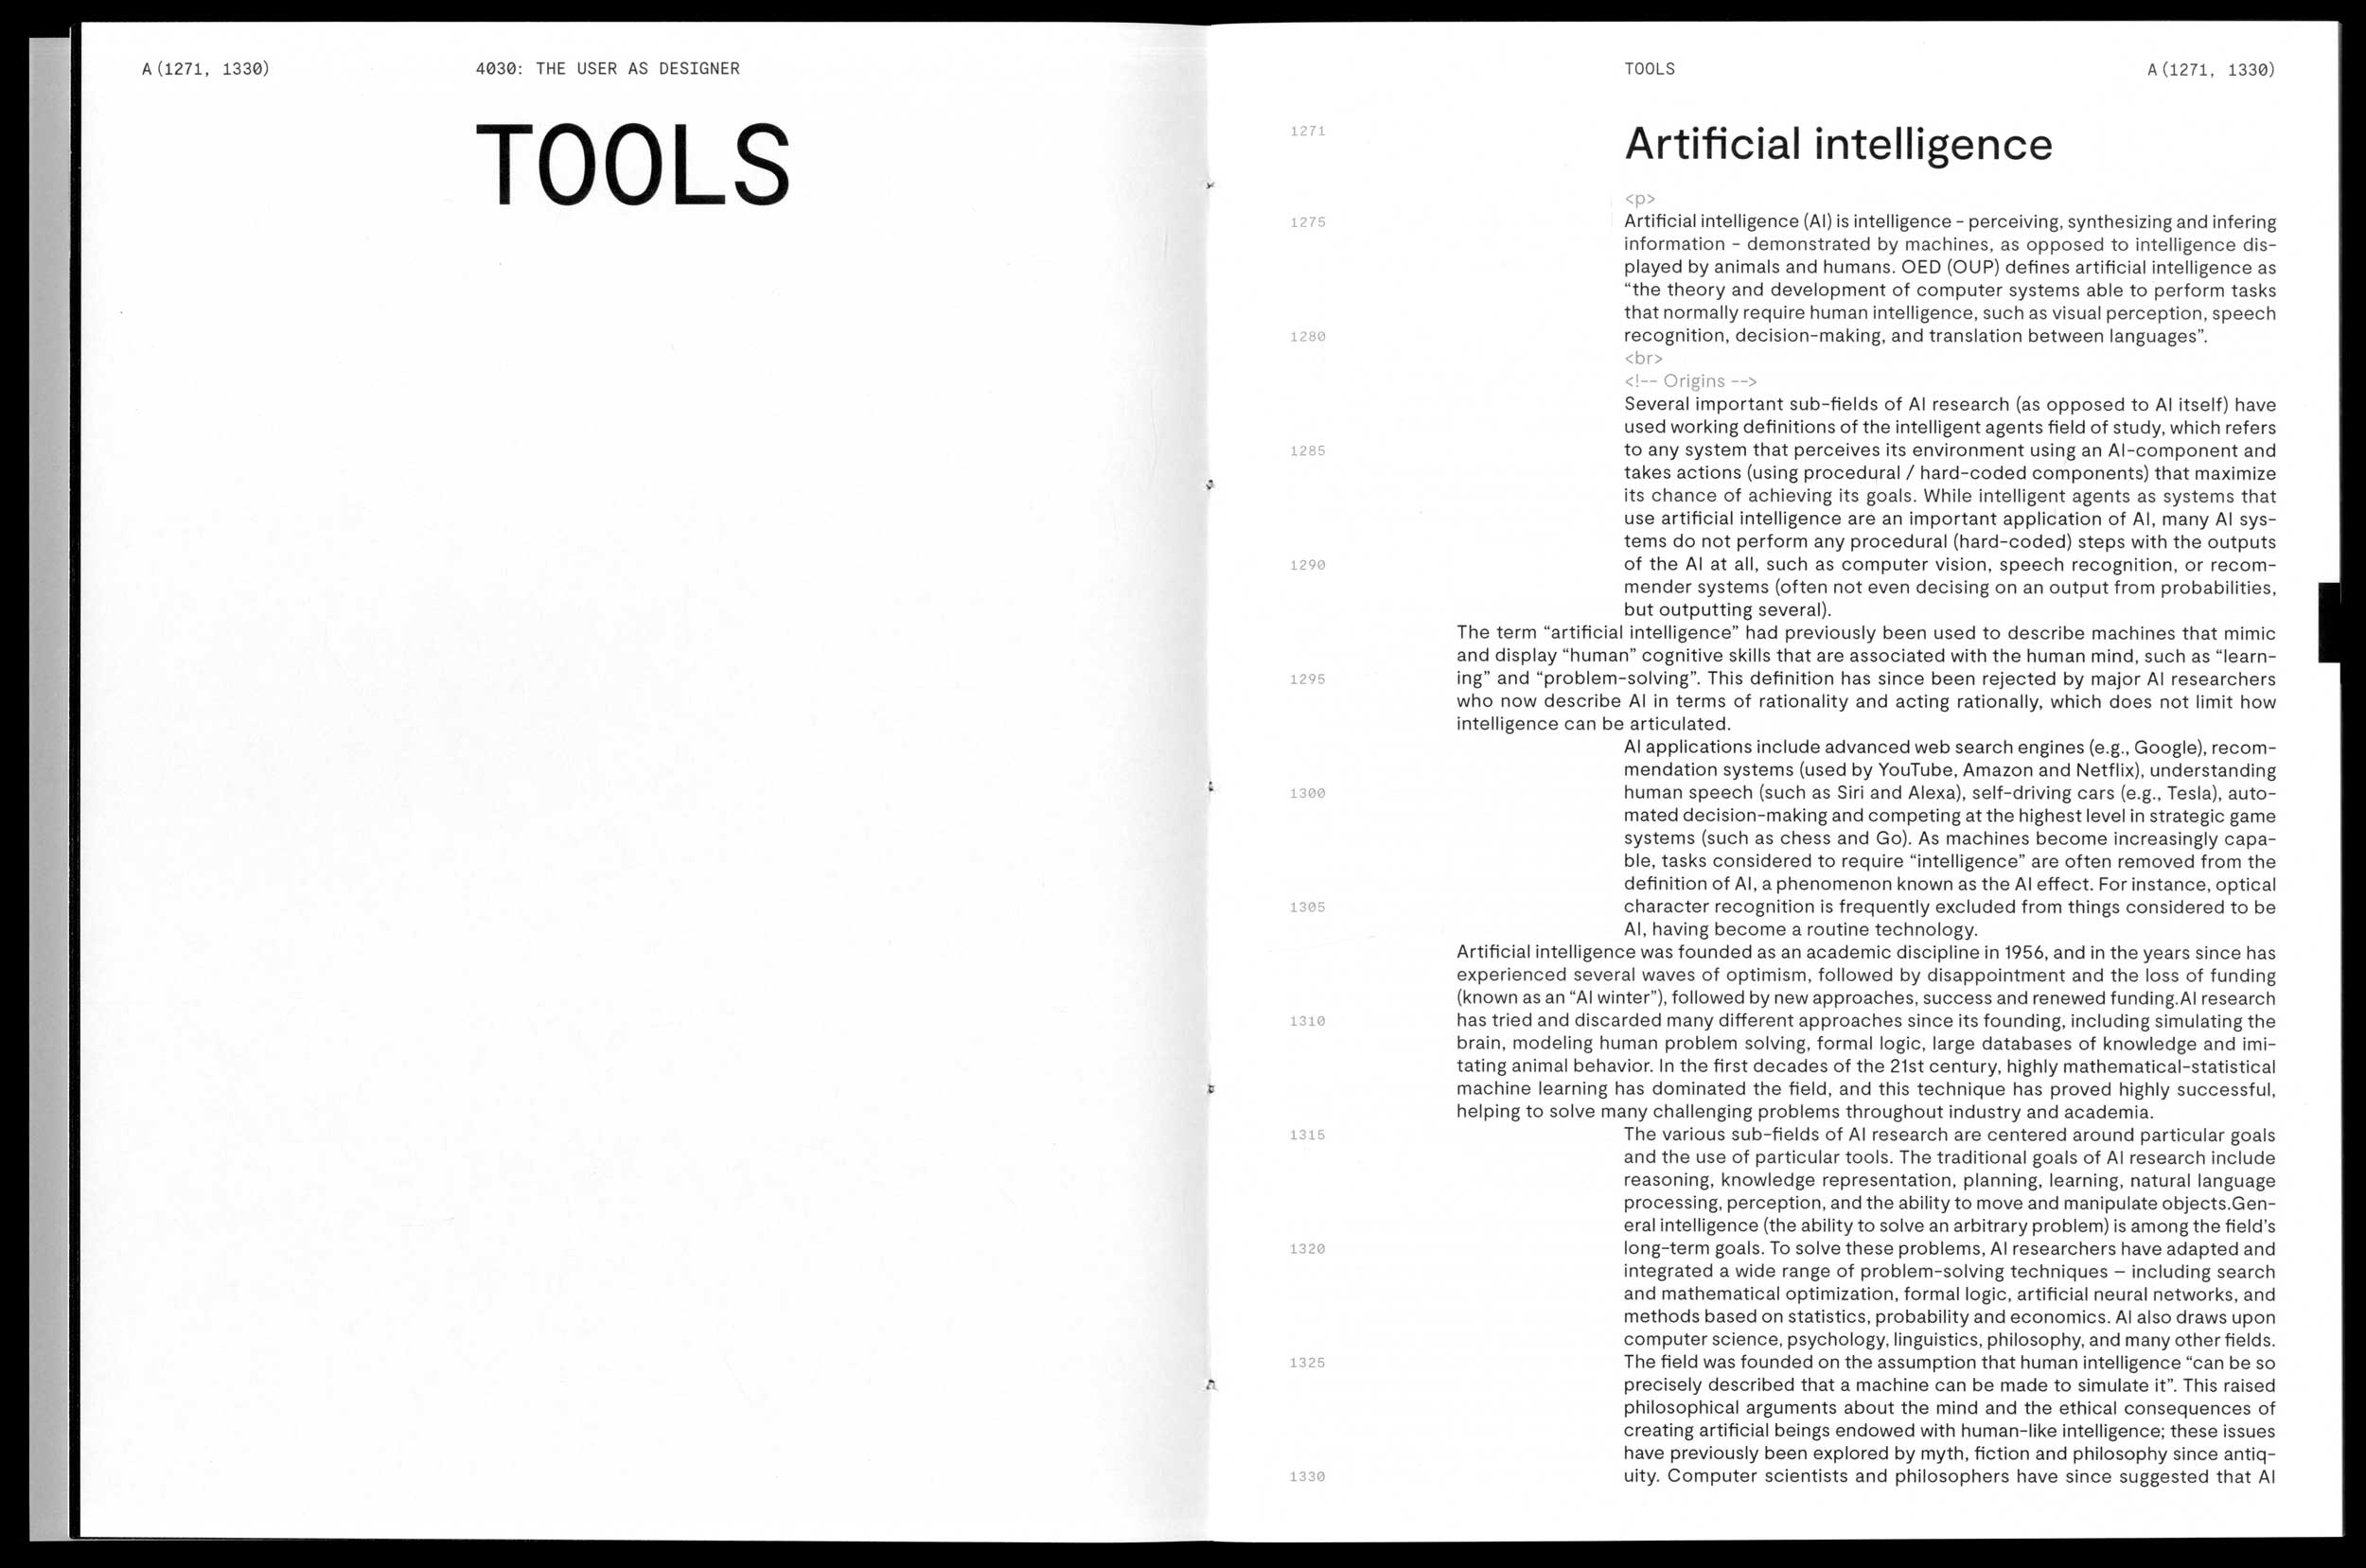 A (1271, 1330)
4030: THE USER AS DESIGNER
TOOLS
TOOLS
A (1271, 1330)
1271
Artificial intelligence
<p>
1275
Artificial intelligence (AI) is intelligence – perceiving, synthesizing and infering
information – demonstrated by machines, as opposed to intelligence dis-
played by animals and humans. OED (OUP) defines artificial intelligence as
“the theory and development of computer systems able to perform tasks
that normally require human intelligence, such as visual perception, speech
1280
recognition, decision-making, and translation between languages”.
<br>
<!-- Origins -->
Several important sub-fields of AI research (as opposed to AI itself) have
used working definitions of the intelligent agents field of study, which refers
1285
to any system that perceives its environment using an AI-component and
takes actions (using procedural / hard-coded components) that maximize
its chance of achieving its goals. While intelligent agents as systems that
use artificial intelligence are an important application of AI, many AI sys-
tems do not perform any procedural (hard-coded) steps with the outputs
1290
of the AI at all, such as computer vision, speech recognition, or recom-
mender systems (often not even decising on an output from probabilities,
but outputting several).
The term “artificial intelligence” had previously been used to describe machines that mimic
and display “human” cognitive skills that are associated with the human mind, such as “learn-
1295
ing” and “problem-solving”. This definition has since been rejected by major AI researchers
who now describe AI in terms of rationality and acting rationally, which does not limit how
intelligence can be articulated.
AI applications include advanced web search engines (e.g., Google), recom-
mendation systems (used by YouTube, Amazon and Netflix), understanding
1300
human speech (such as Siri and Alexa), self-driving cars (e.g., Tesla), auto-
mated decision-making and competing at the highest level in strategic game
systems (such as chess and Go). As machines become increasingly capa-
ble, tasks considered to require “intelligence” are often removed from the
definition of AI, a phenomenon known as the AI effect. For instance, optical
1305
character recognition is frequently excluded from things considered to be
AI, having become a routine technology.
Artificial intelligence was founded as an academic discipline in 1956, and in the years since has
experienced several waves of optimism, followed by disappointment and the loss of funding
(known as an “AI winter”), followed by new approaches, success and renewed funding.AI research
1310
has tried and discarded many different approaches since its founding, including simulating the
brain, modeling human problem solving, formal logic, large databases of knowledge and imi-
tating animal behavior. In the first decades of the 21st century, highly mathematical-statistical
machine learning has dominated the field, and this technique has proved highly successful,
helping to solve many challenging problems throughout industry and academia.
1315
The various sub-fields of AI research are centered around particular goals
and the use of particular tools. The traditional goals of AI research include
reasoning, knowledge representation, planning, learning, natural language
processing, perception, and the ability to move and manipulate objects.Gen-
eral intelligence (the ability to solve an arbitrary problem) is among the field’s
1320
long-term goals. To solve these problems, AI researchers have adapted and
integrated a wide range of problem-solving techniques – including search
and mathematical optimization, formal logic, artificial neural networks, and
methods based on statistics, probability and economics. AI also draws upon
computer science, psychology, linguistics, philosophy, and many other fields.
1325
The field was founded on the assumption that human intelligence “can be so
precisely described that a machine can be made to simulate it”. This raised
philosophical arguments about the mind and the ethical consequences of
creating artificial beings endowed with human-like intelligence; these issues
have previously been explored by myth, fiction and philosophy since antiq-
1330
uity. Computer scientists and philosophers have since suggested that AI